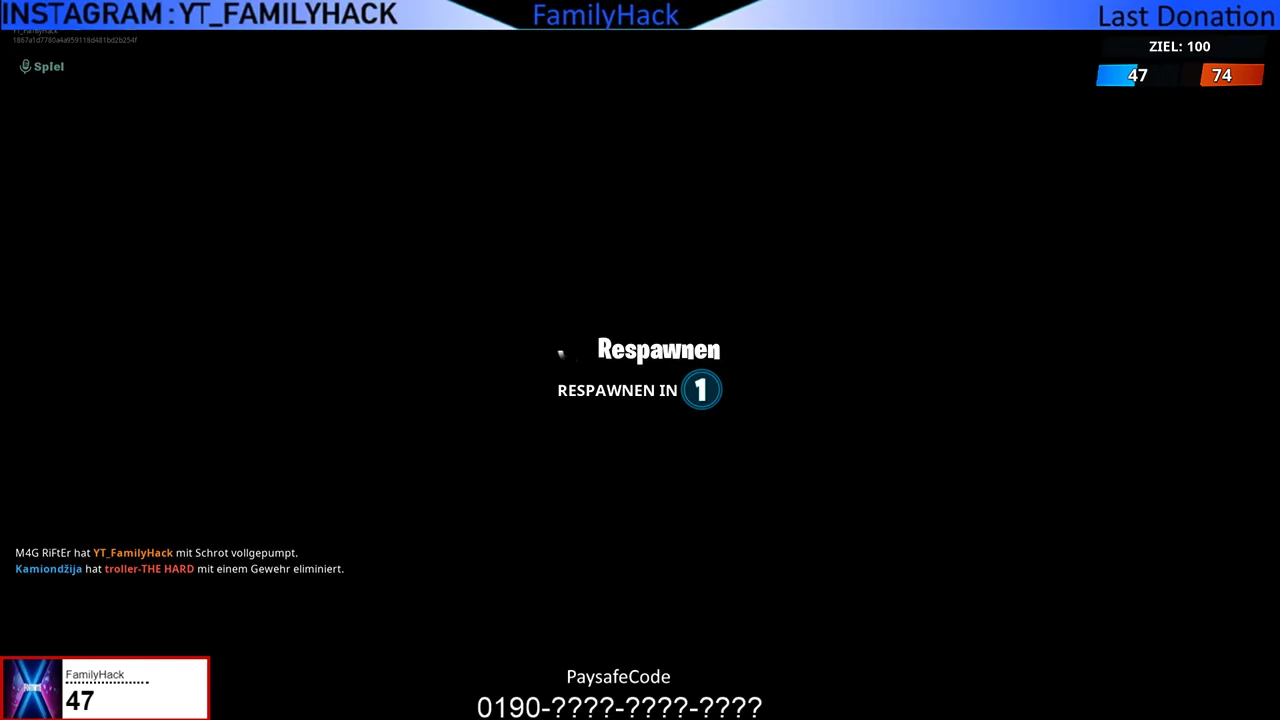 INSTAGRAM : YT_FAMILYHACK
FamilyHack
Last Donation
YT_FamilyHack
ZIEL: 100
Spiel
47
74
Respawnen
RESPAWNEN IN 1
M4G RiFtEr hat YT_FamilyHack mit Schrot vollgepumpt.
Kamiondžija hat troller-THE HARD mit einem Gewehr eliminiert.
FamilyHack
47
PaysafeCode
0190-????-????-????